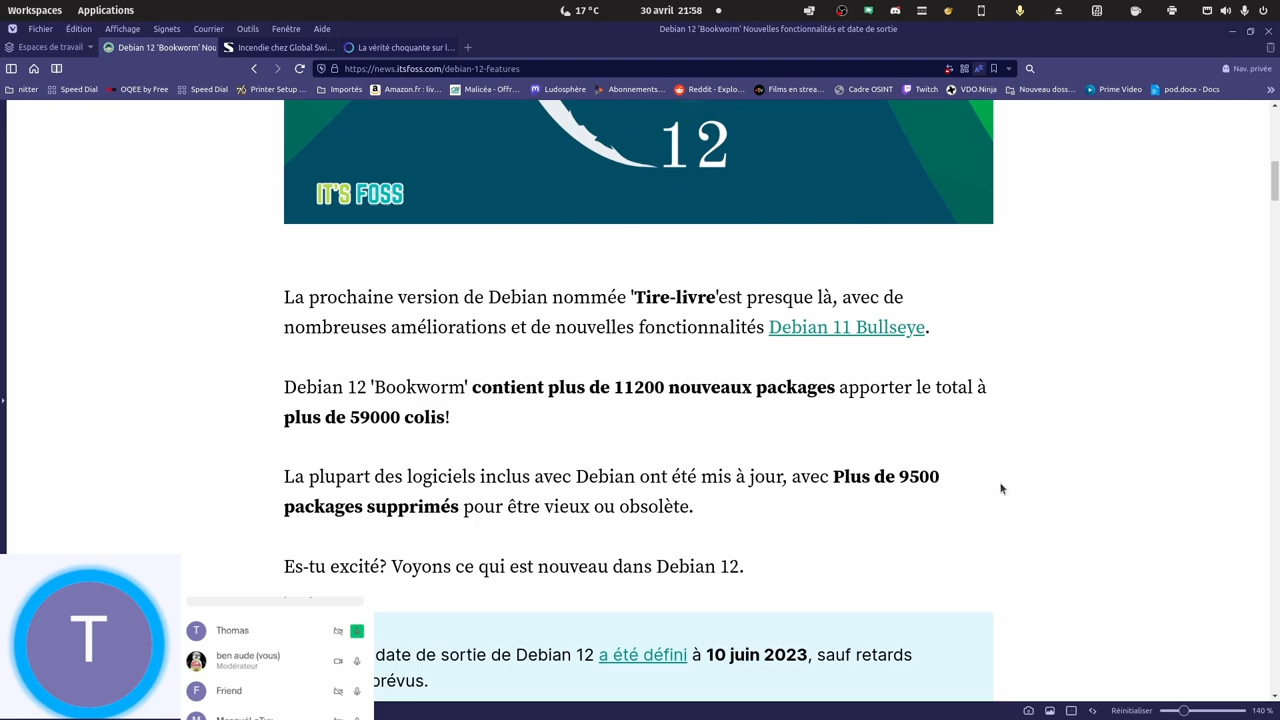 Workspaces
Applications
30 mai 20:54
Fichier
Édition
Affichage
Signets
Courrier
Outils
Fenêtre
Aide
Debian 12 'Bookworm' Nouvelles fonctionnalités et date de sortie
Espaces de travail
Debian 12 'Bookworm' Nou
Incendie chez Global Swi...
La vérité choquante sur l...
https://news.itsfoss.com/debian-12-features
Nav. privée
nitter
Speed Dial
OQEE by Free
Speed Dial
Printer Setup ...
Importés
Amazon.fr : liv...
Malicéa - Offr...
Ludosphère
Abonnements...
Reddit - Explo...
Films en strea...
Cadre OSINT
Twitch
VDO.Ninja
Nouveau doss...
Prime Video
pod.docx - Docs
12
IT'S FOSS
La prochaine version de Debian nommée 'Tire-livre'est presque là, avec de
nombreuses améliorations et de nouvelles fonctionnalités Debian 11 Bullseye.
Debian 12 'Bookworm' contient plus de 11200 nouveaux packages apporter le total à
plus de 59000 colis!
La plupart des logiciels inclus avec Debian ont été mis à jour, avec Plus de 9500
packages supprimés pour être vieux ou obsolète.
Es-tu excité? Voyons ce qui est nouveau dans Debian 12.
date de sortie de Debian 12 a été défini à 10 juin 2023, sauf retards
prévus.
T
T
Thomas
ben aude (vous)
Modérateur
F
Friend
Réinitialiser
140 %